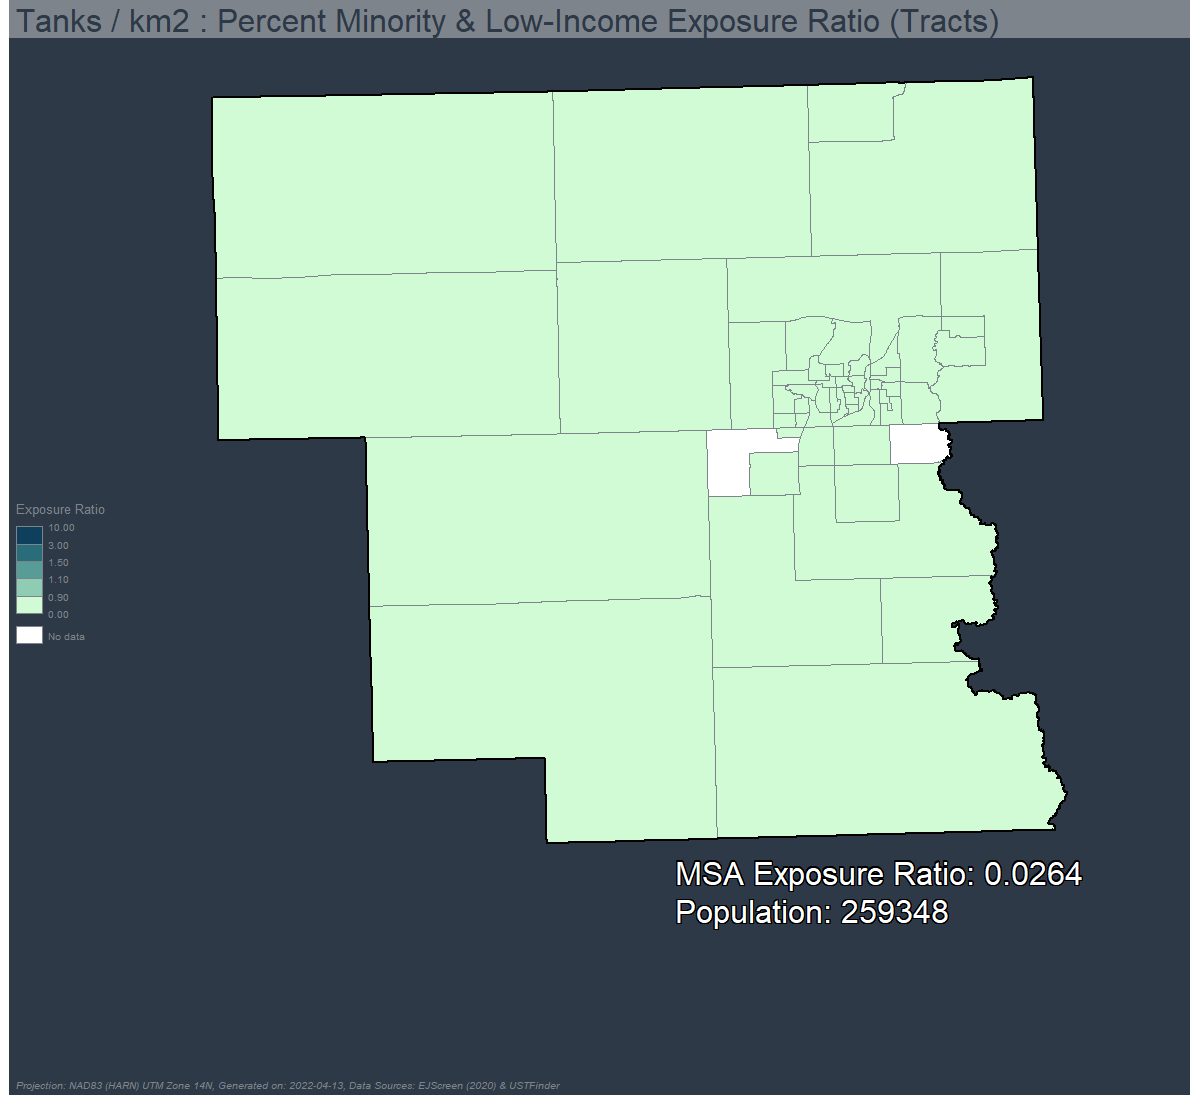 Tanks / km2 : Percent Minority & Low-Income Exposure Ratio (Tracts)
Exposure Ratio
10.00
3.00
1.50
1.10
0.90
0.00
No data
MSA Exposure Ratio: 0.0264
Population: 259348
Projection: NAD83 (HARN) UTM Zone 14N, Generated on: 2022-04-13, Data Sources: EJScreen (2020) & USTFinder